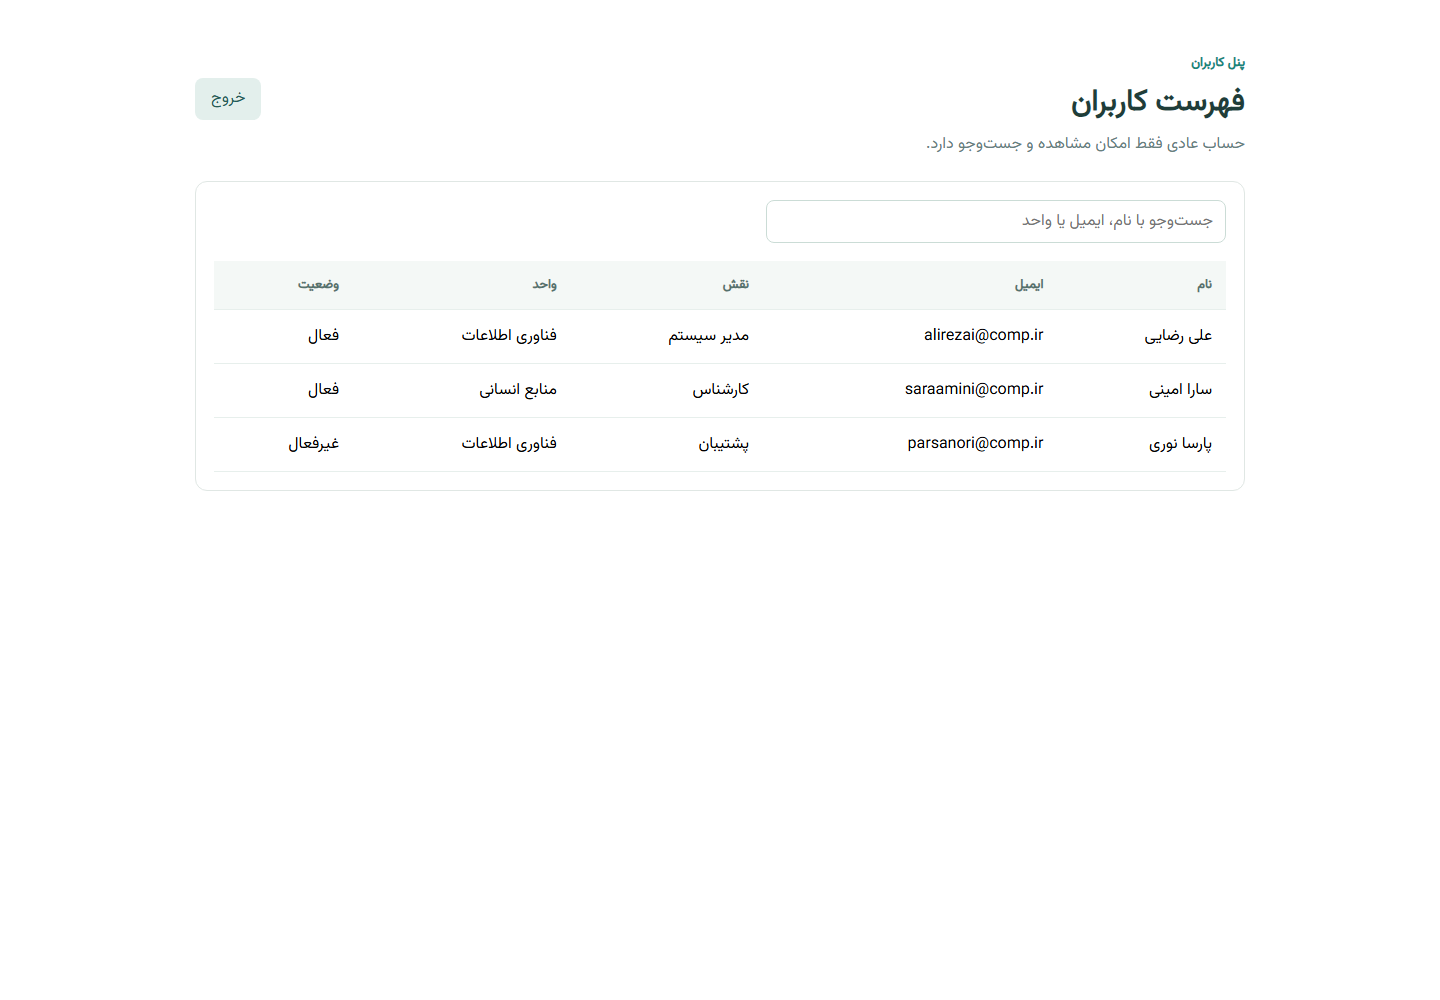 پنل کاربران
فهرست کاربران
حساب عادی فقط امکان مشاهده و جست‌وجو دارد.
خروج
جست‌وجو با نام، ایمیل یا واحد
نام ایمیل نقش واحد وضعیت
علی رضایی alirezai@comp.ir مدیر سیستم فناوری اطلاعات فعال
سارا امینی saraamini@comp.ir کارشناس منابع انسانی فعال
پارسا نوری parsanori@comp.ir پشتیبان فناوری اطلاعات غیرفعال